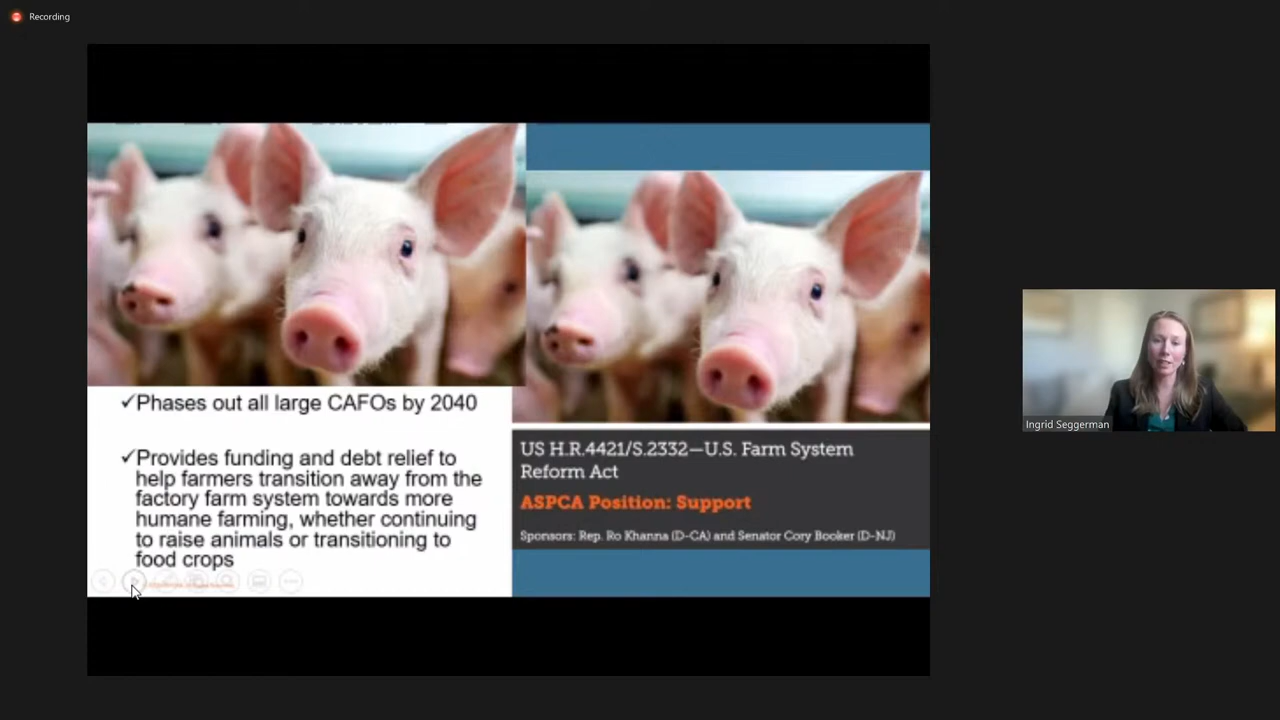 Recording
✓Phases out all large CAFOs by 2040
✓Provides funding and debt relief to
help farmers transition away from the
factory farm system towards more
humane farming, whether continuing
to raise animals or transitioning to
food crops
US H.R.4421/S.2332—U.S. Farm System
Reform Act
ASPCA Position: Support
Sponsors: Rep. Ro Khanna (D-CA) and Senator Cory Booker (D-NJ)
Ingrid Seggerman